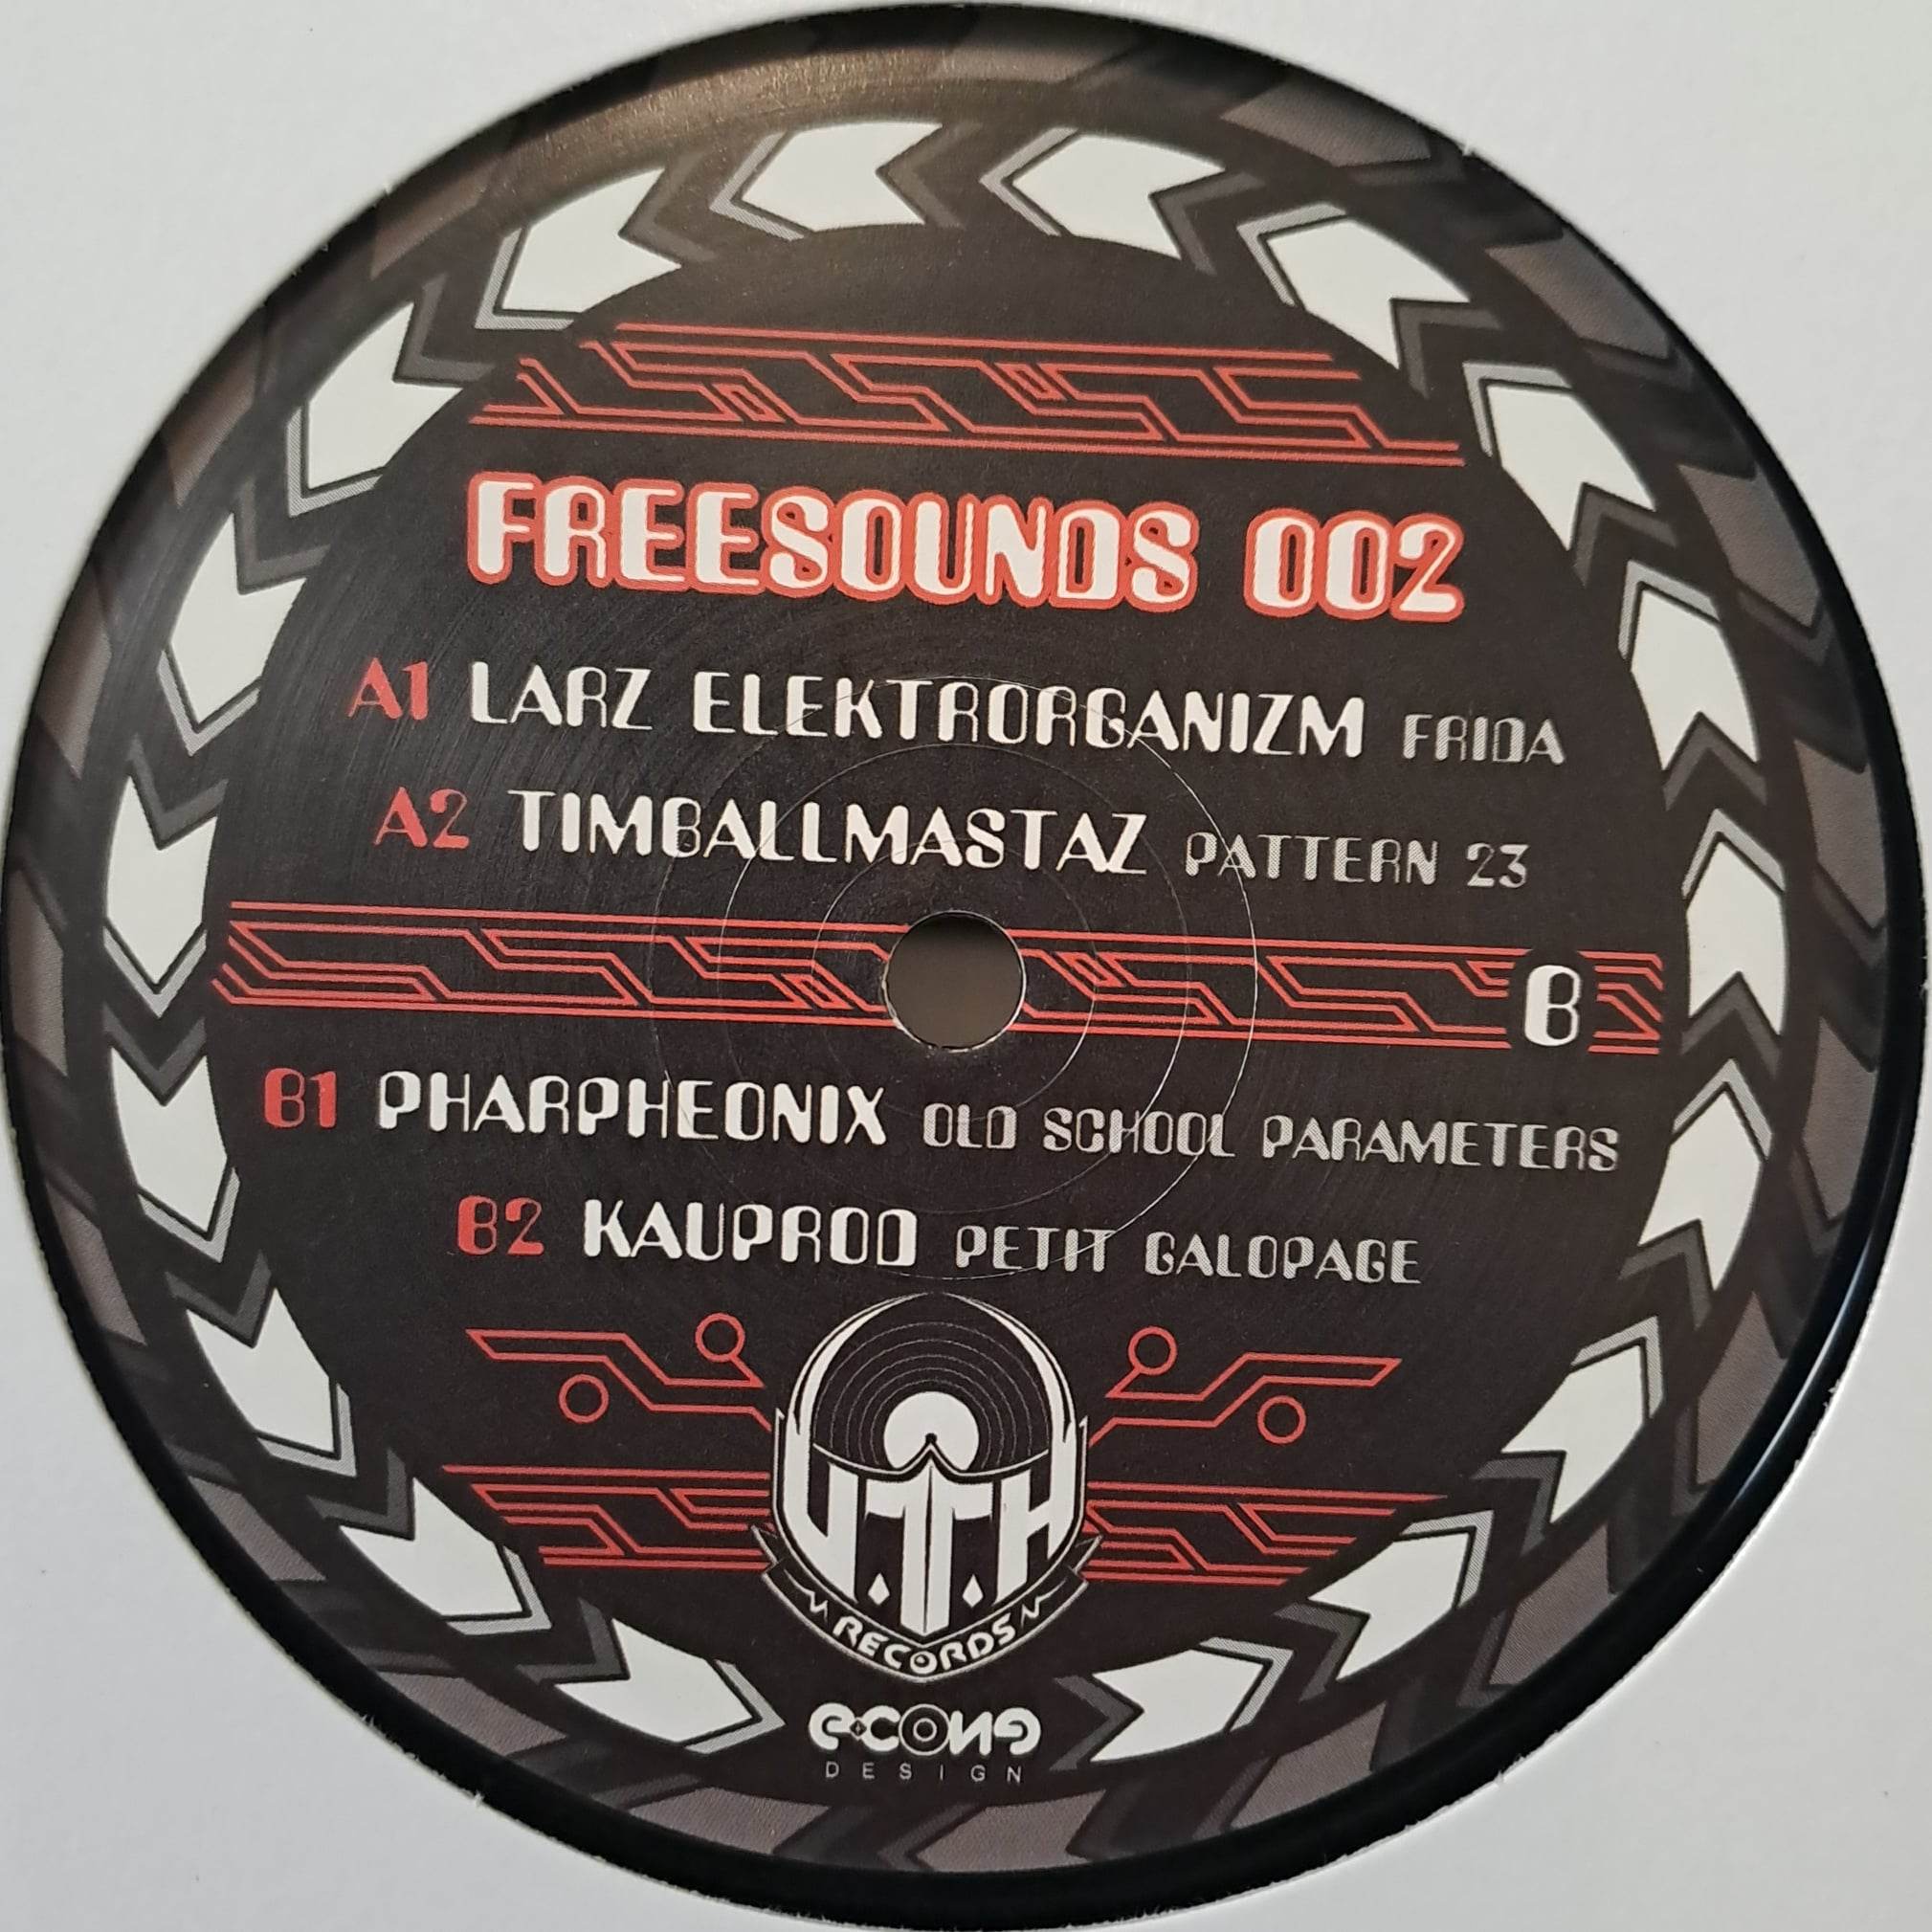 FREESOUNDS 002
A1 LARZ ELEKTRORGANIZM FRIDA
A2 TIMBALLMASTAZ PATTERN 23
B
B1 PHARPHEONIX OLD SCHOOL PARAMETERS
B2 KAUPROD PETIT GALOPAGE
U.T.H
RECORDS
e-cone
DESIGN